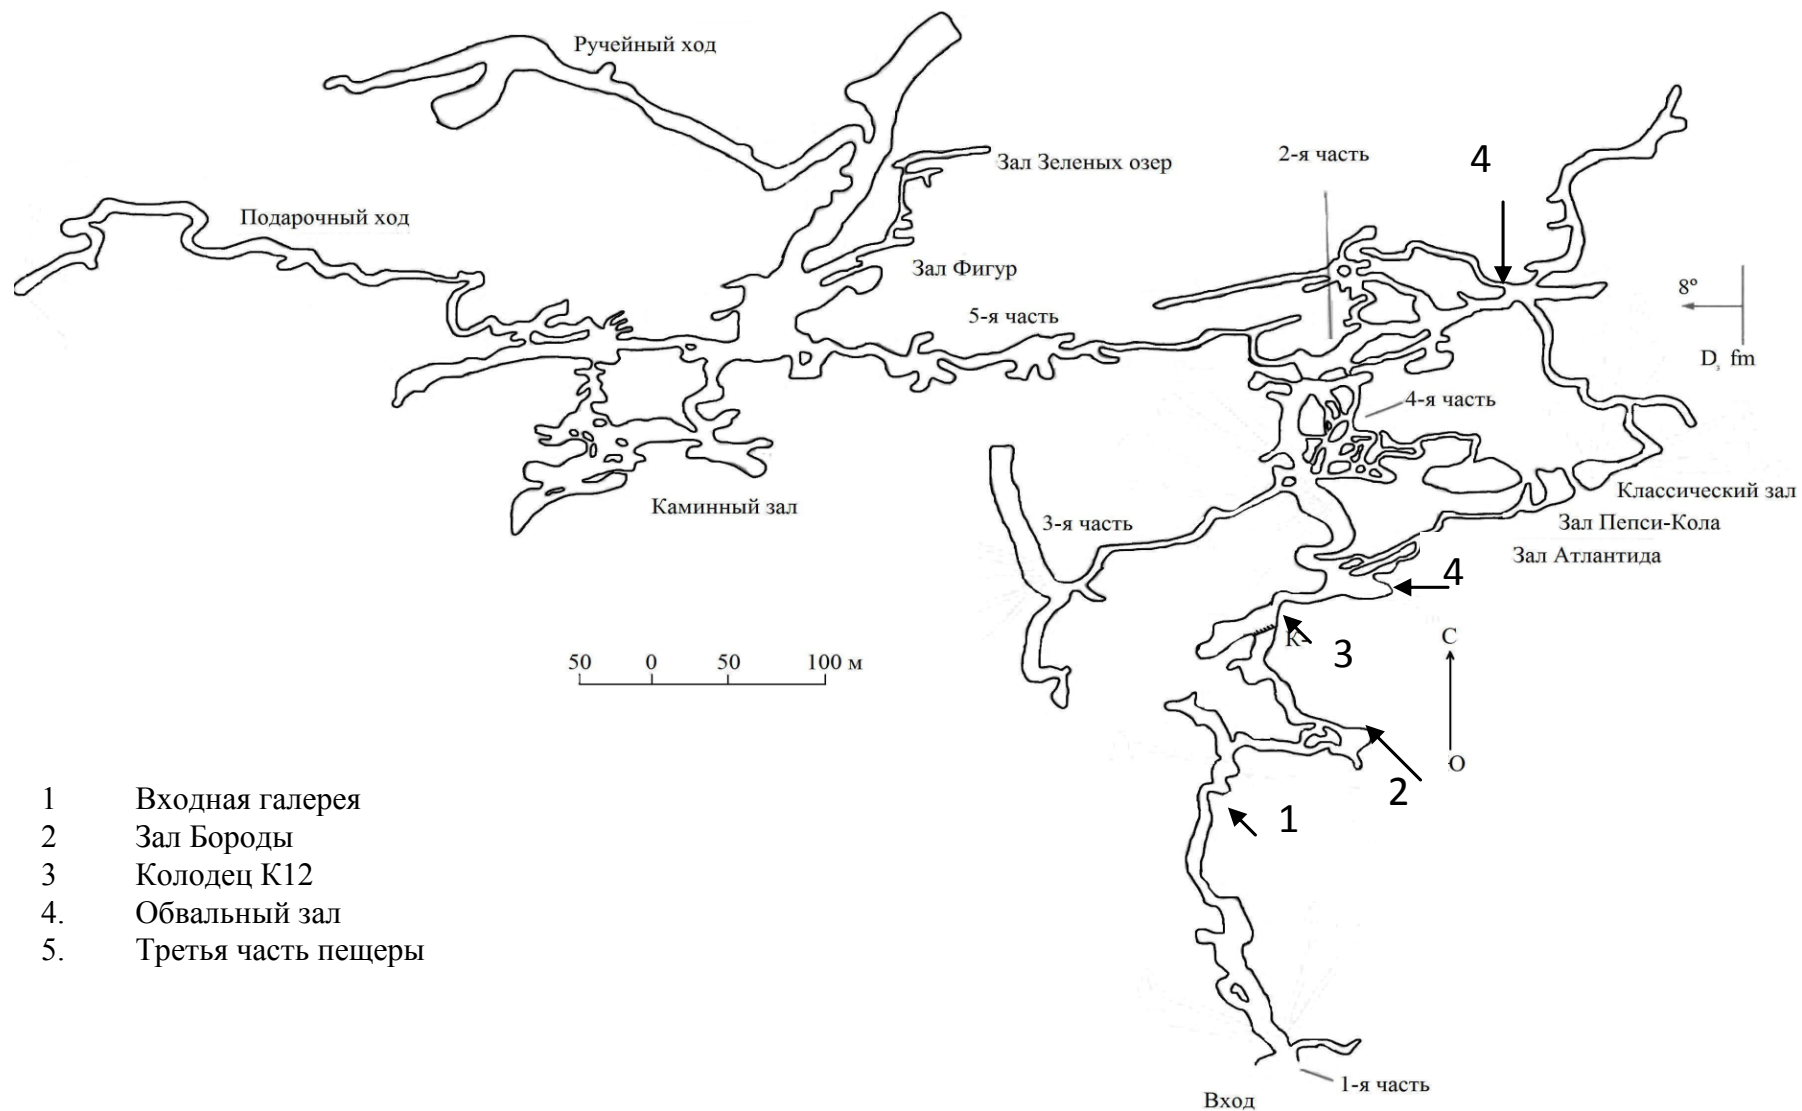 Ручейный ход
Зал Зеленых озер
2-я часть
4
Подарочный ход
Зал Фигур
8º
5-я часть
D, fm
4-я часть
Классический зал
Каминный зал
3-я часть
Зал Пепси-Кола
Зал Атлантида
4
С
К-
3
50 0 50 100 м
Ю
2
1
1 Входная галерея
2 Зал Бороды
3 Колодец К12
4. Обвальный зал
5. Третья часть пещеры
1-я часть
Вход